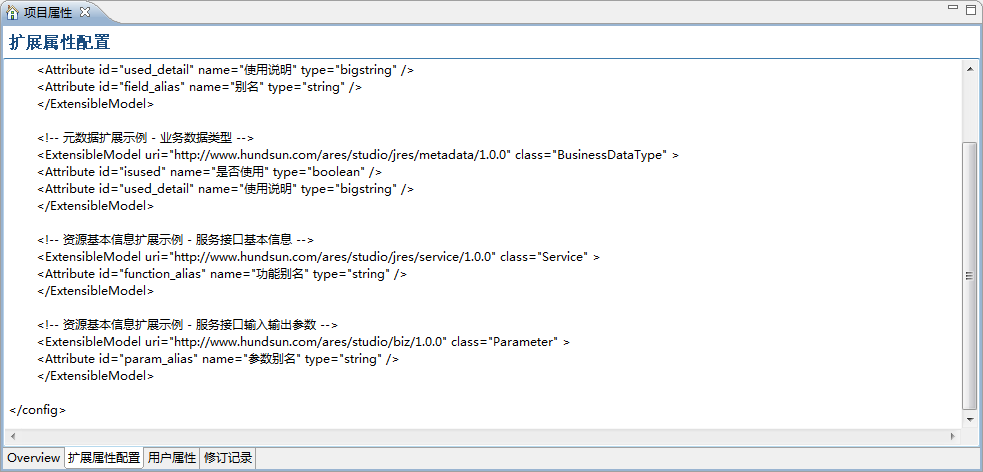 项目属性
扩展属性配置
<Attribute id="used_detail" name="使用说明" type="bigstring" />
<Attribute id="field_alias" name="别名" type="string" />
</ExtensibleModel>
<!-- 元数据扩展示例 - 业务数据类型 -->
<ExtensibleModel uri="http://www.hundsun.com/ares/studio/jres/metadata/1.0.0" class="BusinessDataType" >
<Attribute id="isused" name="是否使用" type="boolean" />
<Attribute id="used_detail" name="使用说明" type="bigstring" />
</ExtensibleModel>
<!-- 资源基本信息扩展示例 - 服务接口基本信息 -->
<ExtensibleModel uri="http://www.hundsun.com/ares/studio/jres/service/1.0.0" class="Service" >
<Attribute id="function_alias" name="功能别名" type="string" />
</ExtensibleModel>
<!-- 资源基本信息扩展示例 - 服务接口输入输出参数 -->
<ExtensibleModel uri="http://www.hundsun.com/ares/studio/biz/1.0.0" class="Parameter" >
<Attribute id="param_alias" name="参数别名" type="string" />
</ExtensibleModel>
</config>
Overview 扩展属性配置 用户属性 修订记录